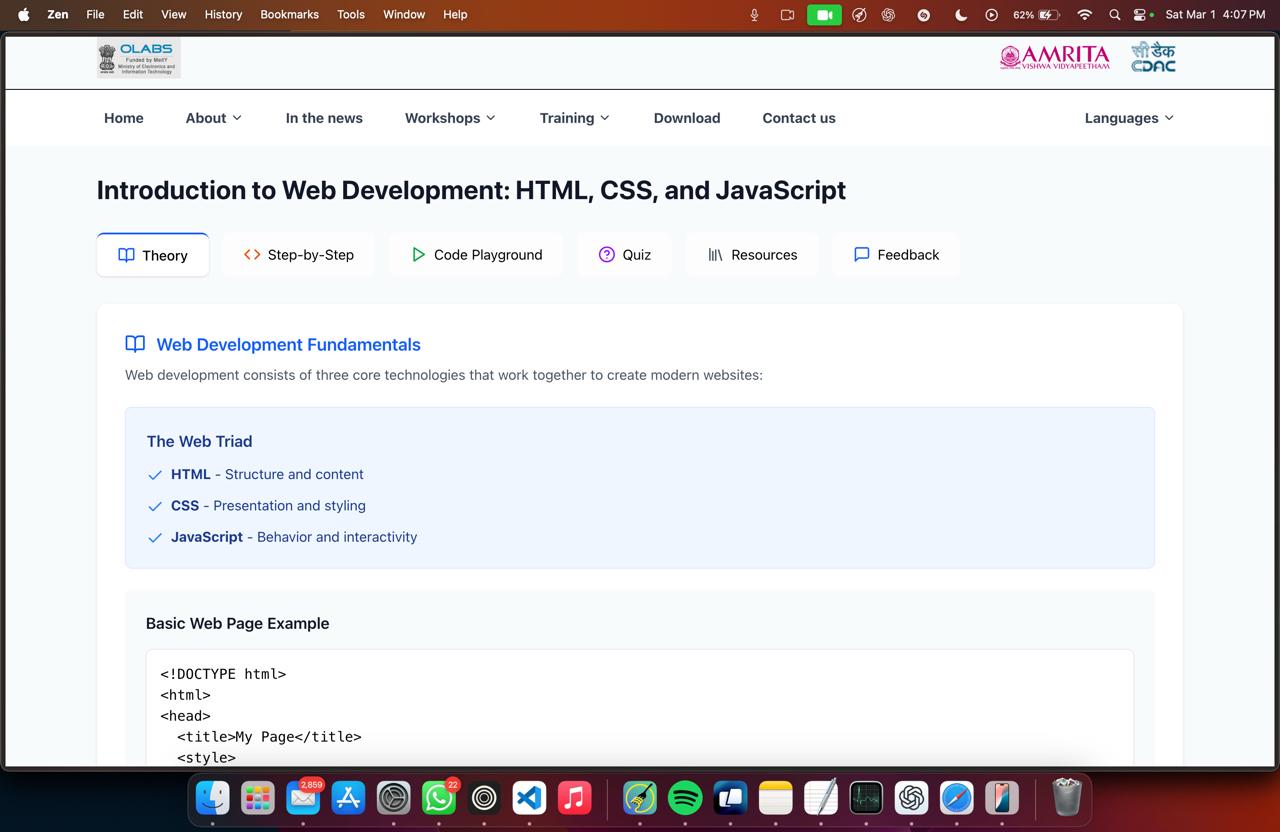 Zen File Edit View History Bookmarks Tools Window Help 62% Sat Mar 1 4:07 PM
OLABS
Funded by MeitY
Ministry of Electronics and
Information Technology
AMRITA
VISHWA VIDYAPEETHAM
सी डैक
CDAC
Home About In the news Workshops Training Download Contact us Languages
Introduction to Web Development: HTML, CSS, and JavaScript
Theory Step-by-Step Code Playground Quiz Resources Feedback
Web Development Fundamentals
Web development consists of three core technologies that work together to create modern websites:
The Web Triad
HTML - Structure and content
CSS - Presentation and styling
JavaScript - Behavior and interactivity
Basic Web Page Example
<!DOCTYPE html>
<html>
<head>
<title>My Page</title>
<style>
2,859 22